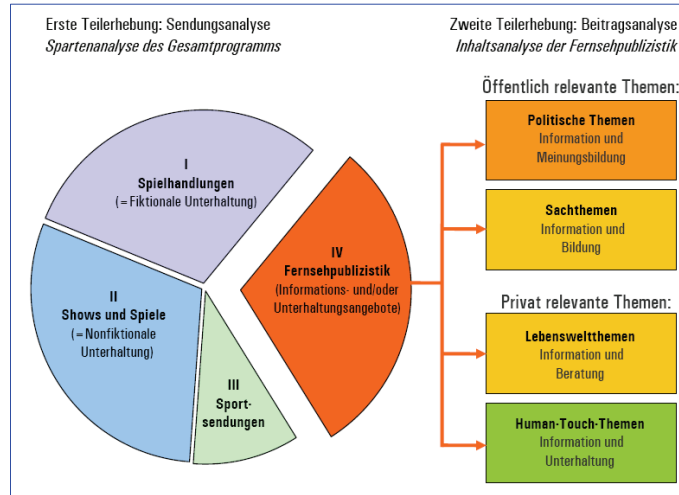 Erste Teilerhebung: Sendungsanalyse
Spartenanalyse des Gesamtprogramms
Zweite Teilerhebung: Beitragsanalyse
Inhaltsanalyse der Fernsehpublizistik
I
Spielhandlungen
(= Fiktionale Unterhaltung)
II
Shows und Spiele
(= Nonfiktionale
Unterhaltung)
III
Sport-
sendungen
IV
Fernsehpublizistik
(Informations- und/oder
Unterhaltungsangebote)
Öffentlich relevante Themen:
Politische Themen
Information und
Meinungsbildung
Sachthemen
Information und
Bildung
Privat relevante Themen:
Lebensweltthemen
Information und
Beratung
Human-Touch-Themen
Information und
Unterhaltung